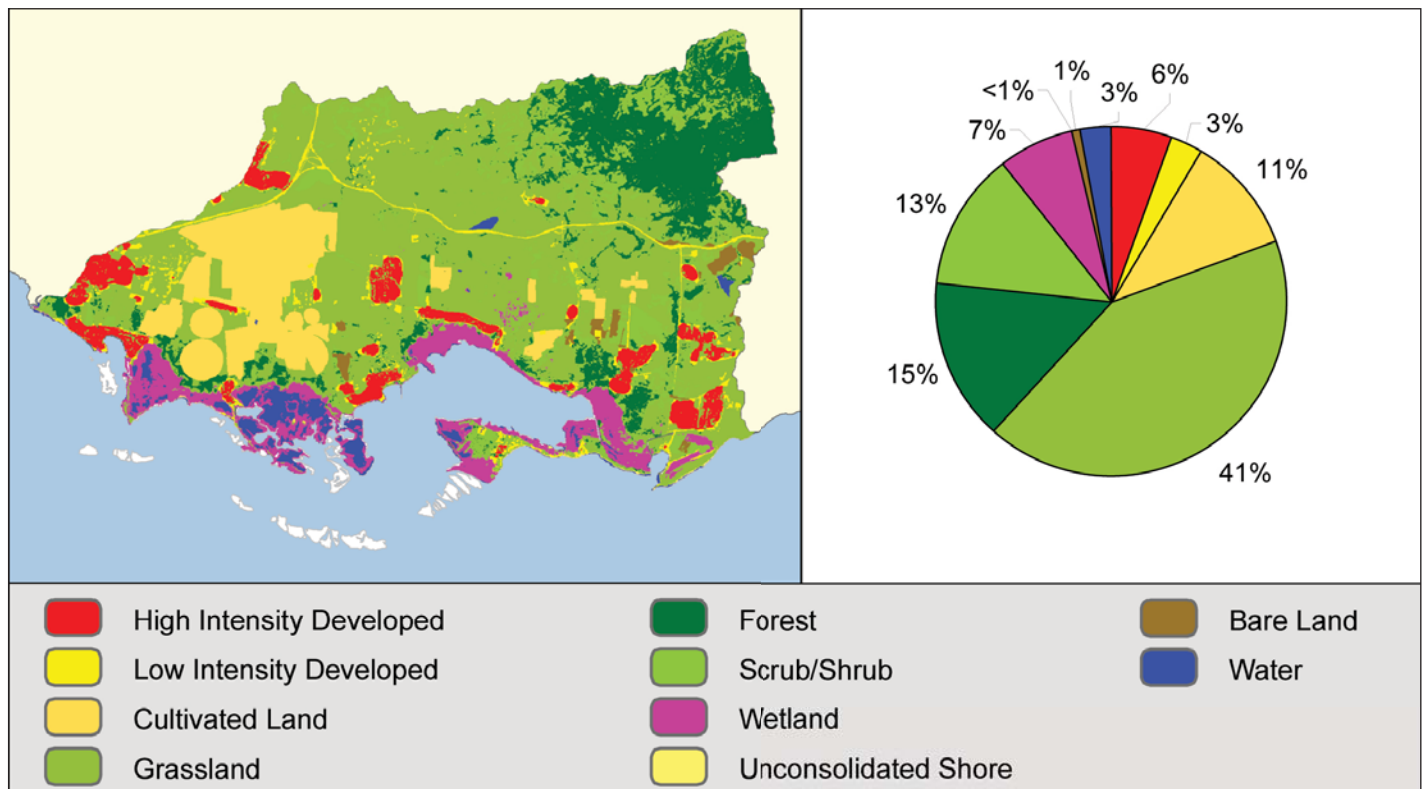 <1%
1%
3%
6%
3%
11%
7%
13%
15%
41%
High Intensity Developed
Low Intensity Developed
Cultivated Land
Grassland
Forest
Scrub/Shrub
Wetland
Unconsolidated Shore
Bare Land
Water